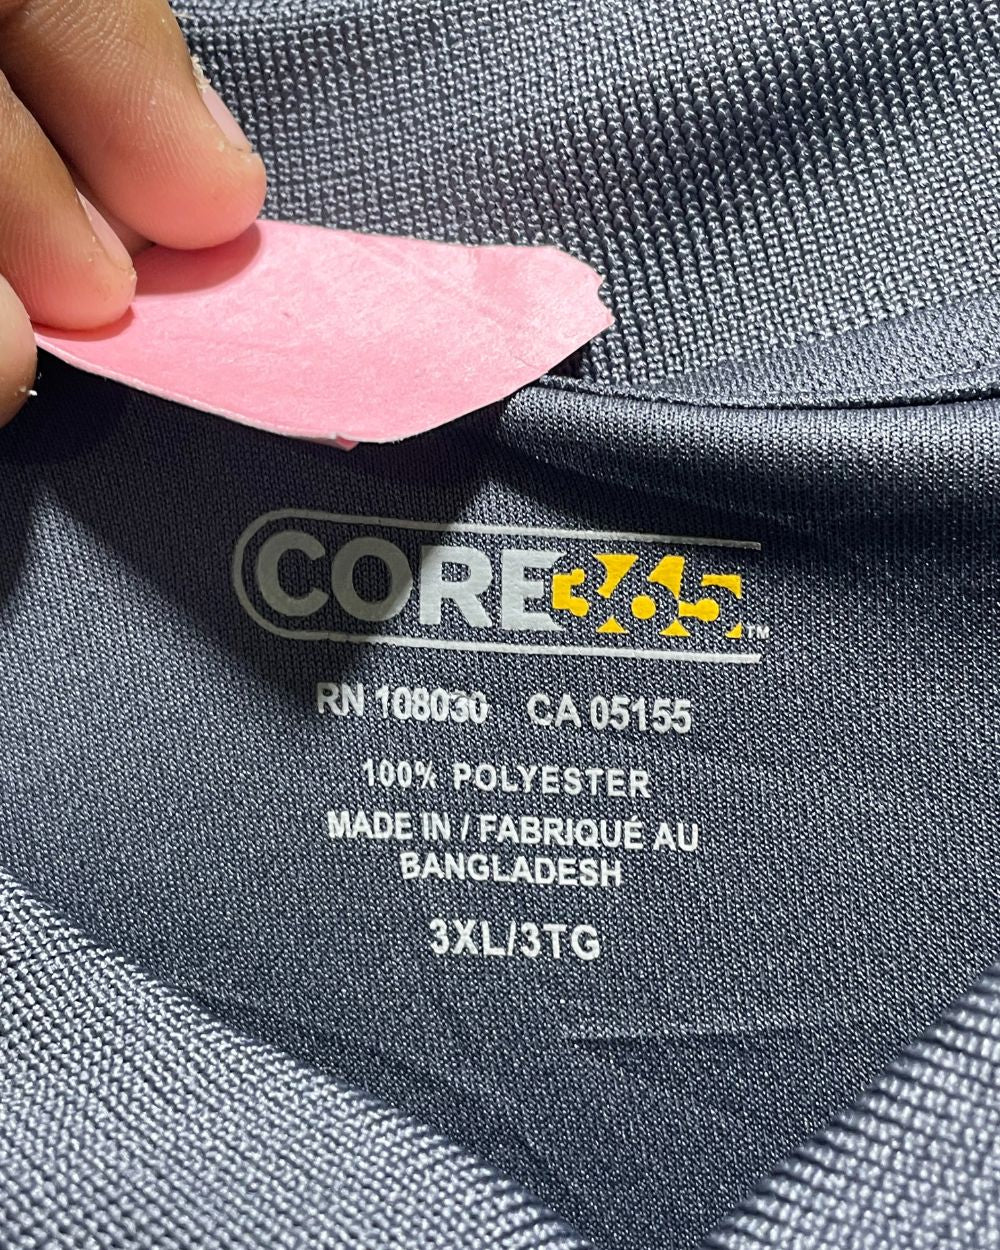 CORE365™
RN 108030 CA 05155
100% POLYESTER
MADE IN / FABRIQUÉ AU
BANGLADESH
3XL/3TG